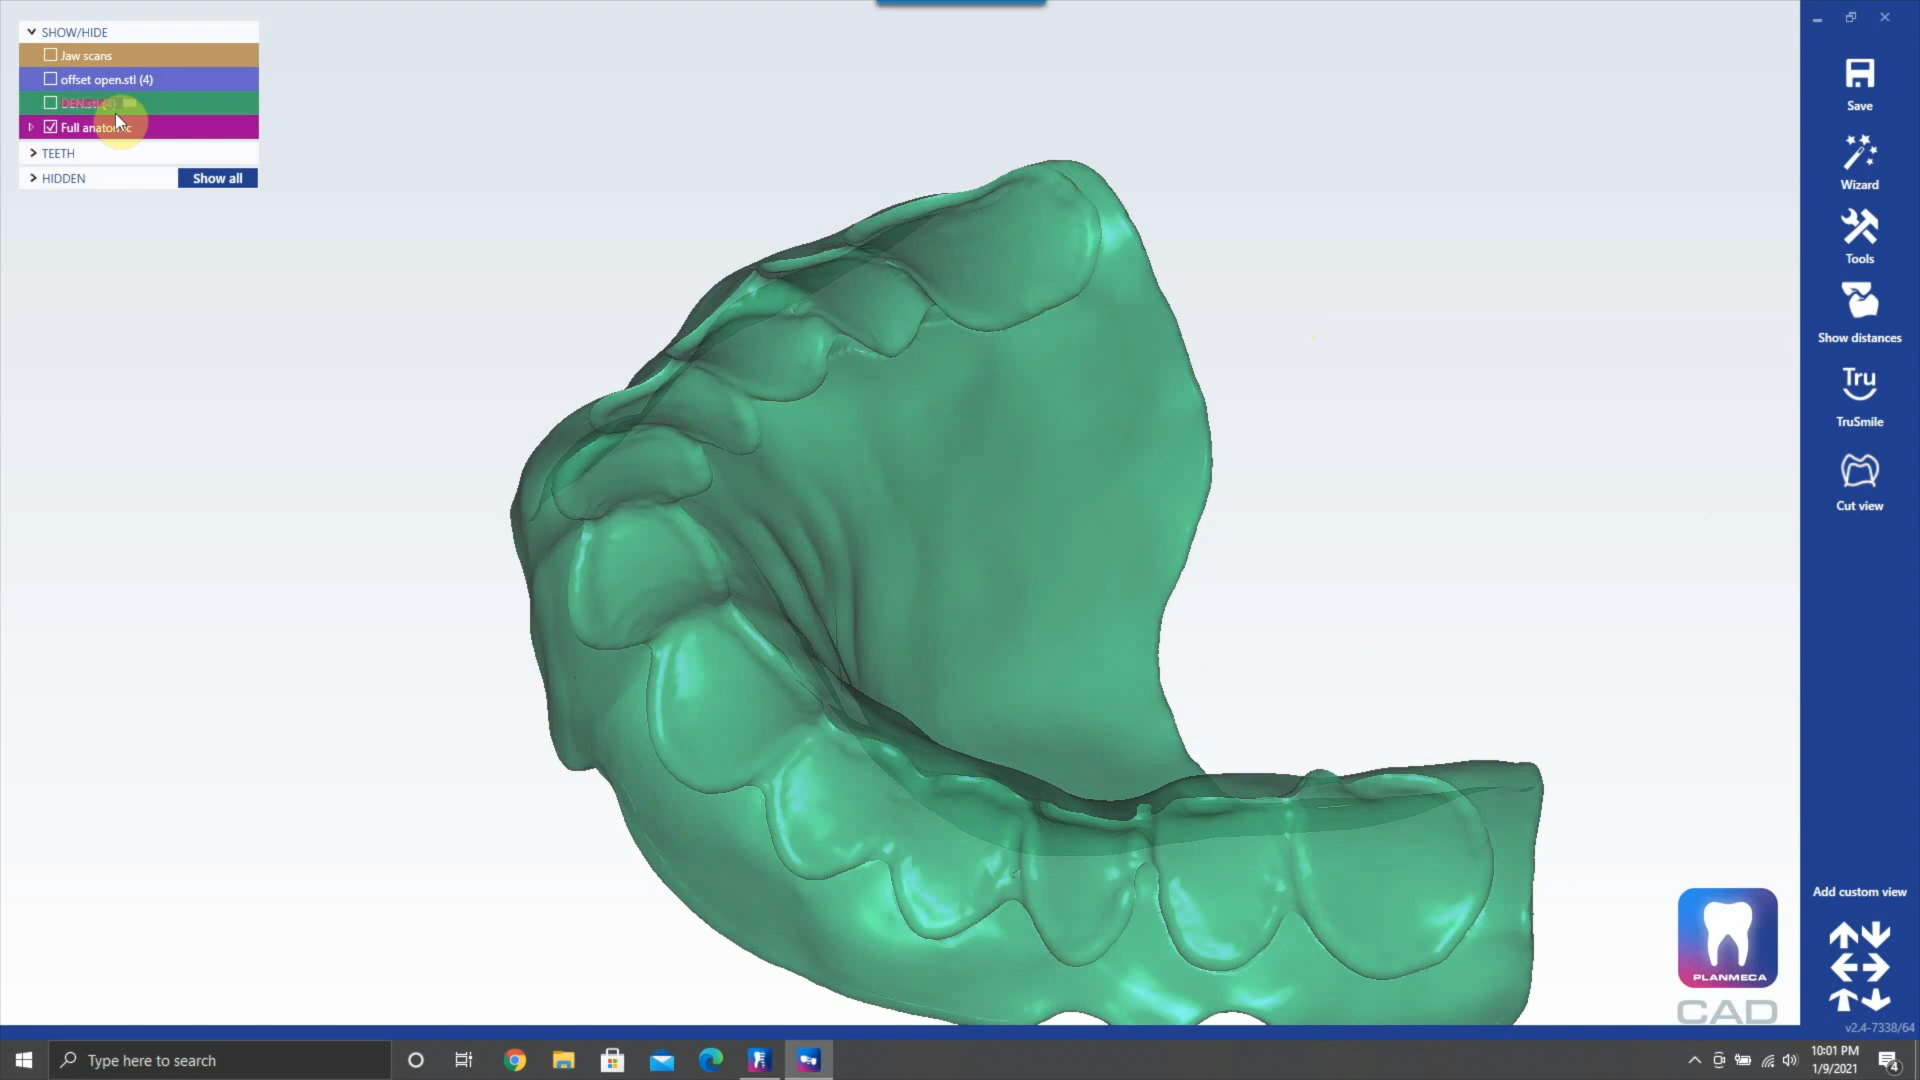 SHOW/HIDE
Jaw scans
offset open.stl (4)
Full anatomic
TEETH
HIDDEN
Show all
Save
Wizard
Tools
Show distances
Tru
TruSmile
Cut view
Add custom view
PLANMECA
CAD
v2.4-7338/64
Type here to search
10:01 PM
1/9/2021
4